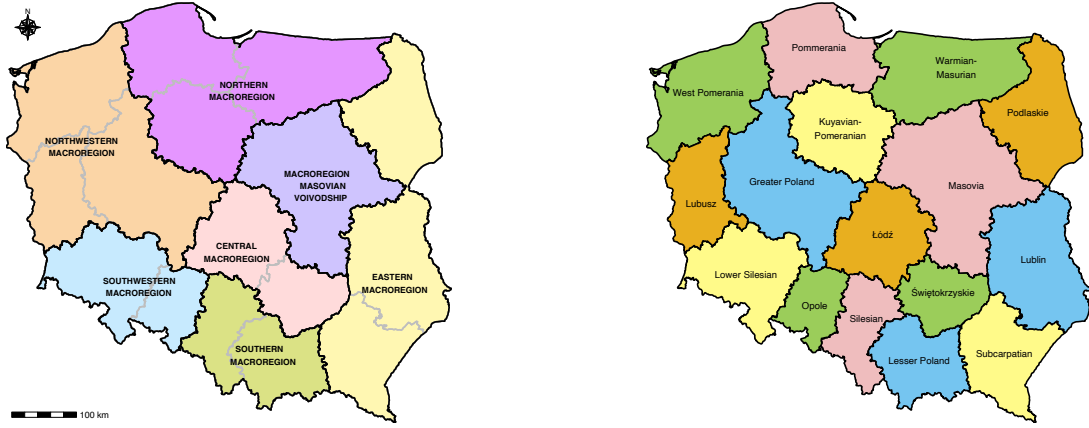 N
NORTHERN
MACROREGION
NORTHWESTERN
MACROREGION
MACROREGION
MASOVIAN
VOIVODSHIP
CENTRAL
MACROREGION
SOUTHWESTERN
MACROREGION
EASTERN
MACROREGION
SOUTHERN
MACROREGION
100 km
Pommerania
Warmian-
Masurian
West Pomerania
Podlaskie
Kuyavian-
Pomeranian
Greater Poland
Masovia
Lubusz
Łódź
Lower Silesian
Lublin
Opole
Świętokrzyskie
Silesian
Lesser Poland
Subcarpatian